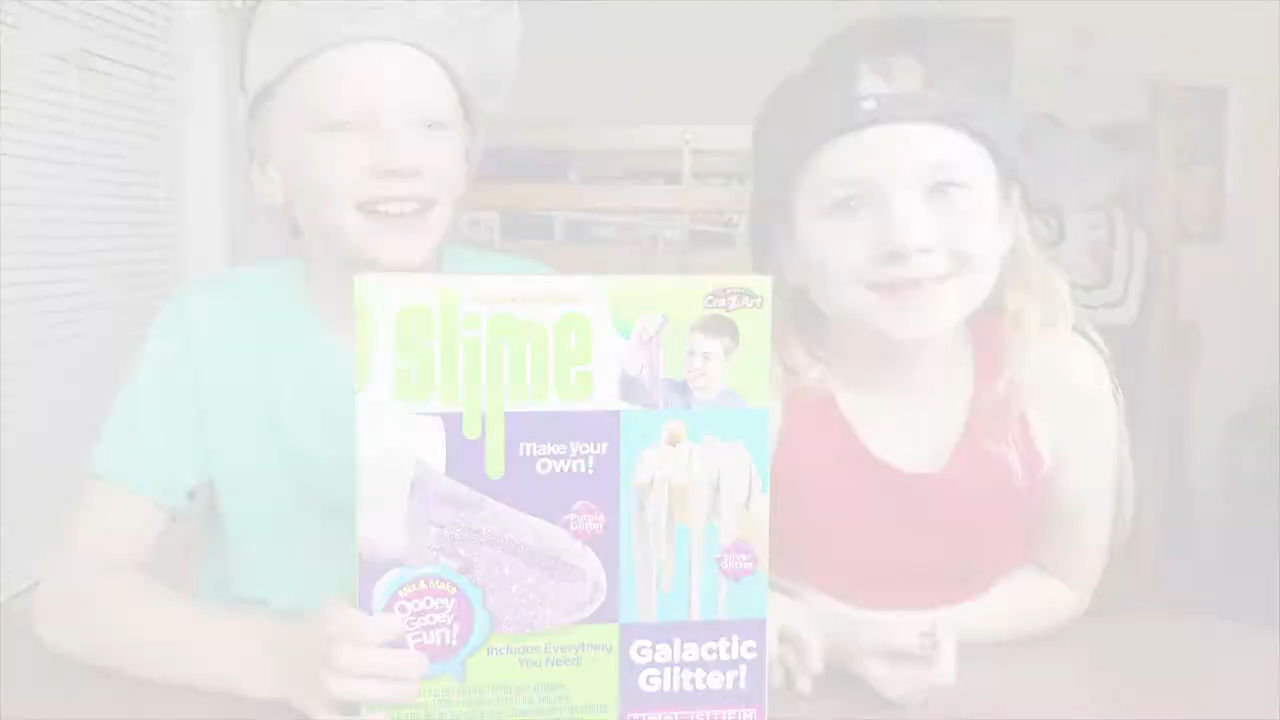 Cra-Z-Art
slime
Make Your
Own!
Purple
Glitter
Silver
Glitter
Mix & Make
OoOey
GoOey
Fun!
Includes Everything
You Need!
Galactic
Glitter!